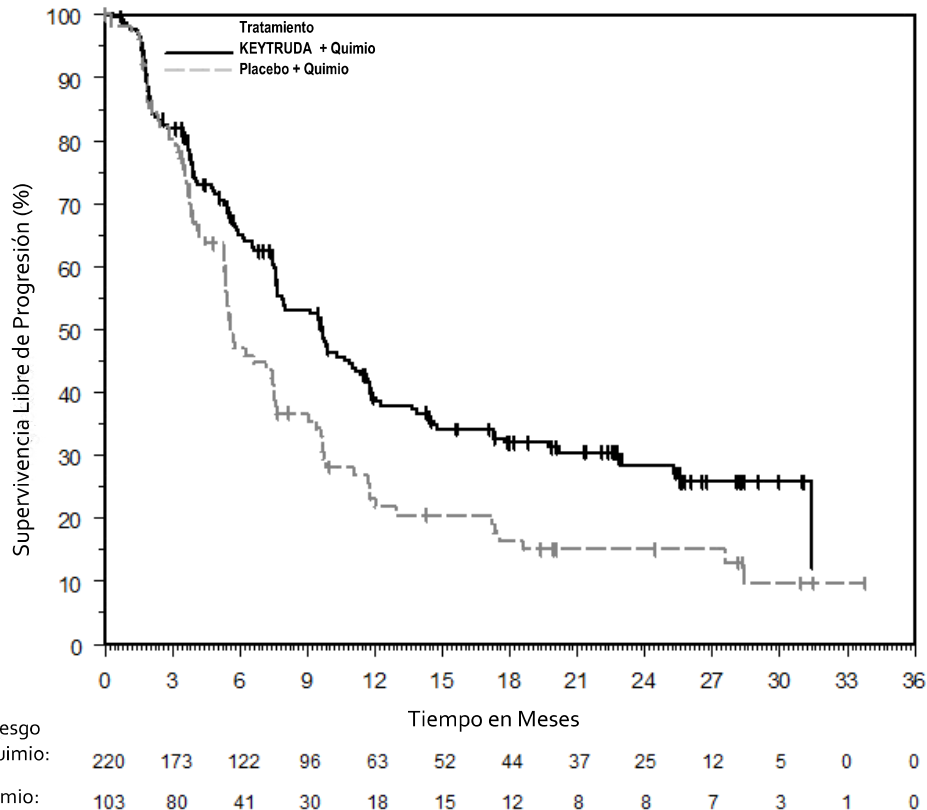 Tratamiento
KEYTRUDA + Quimio
Placebo + Quimio
100
90
80
70
60
50
40
30
20
10
0
Supervivencia Libre de Progresión (%)
0 3 6 9 12 15 18 21 24 27 30 33 36
Tiempo en Meses
esgo
uimio: 220 173 122 96 63 52 44 37 25 12 5 0 0
mio: 103 80 41 30 18 15 12 8 8 7 3 1 0